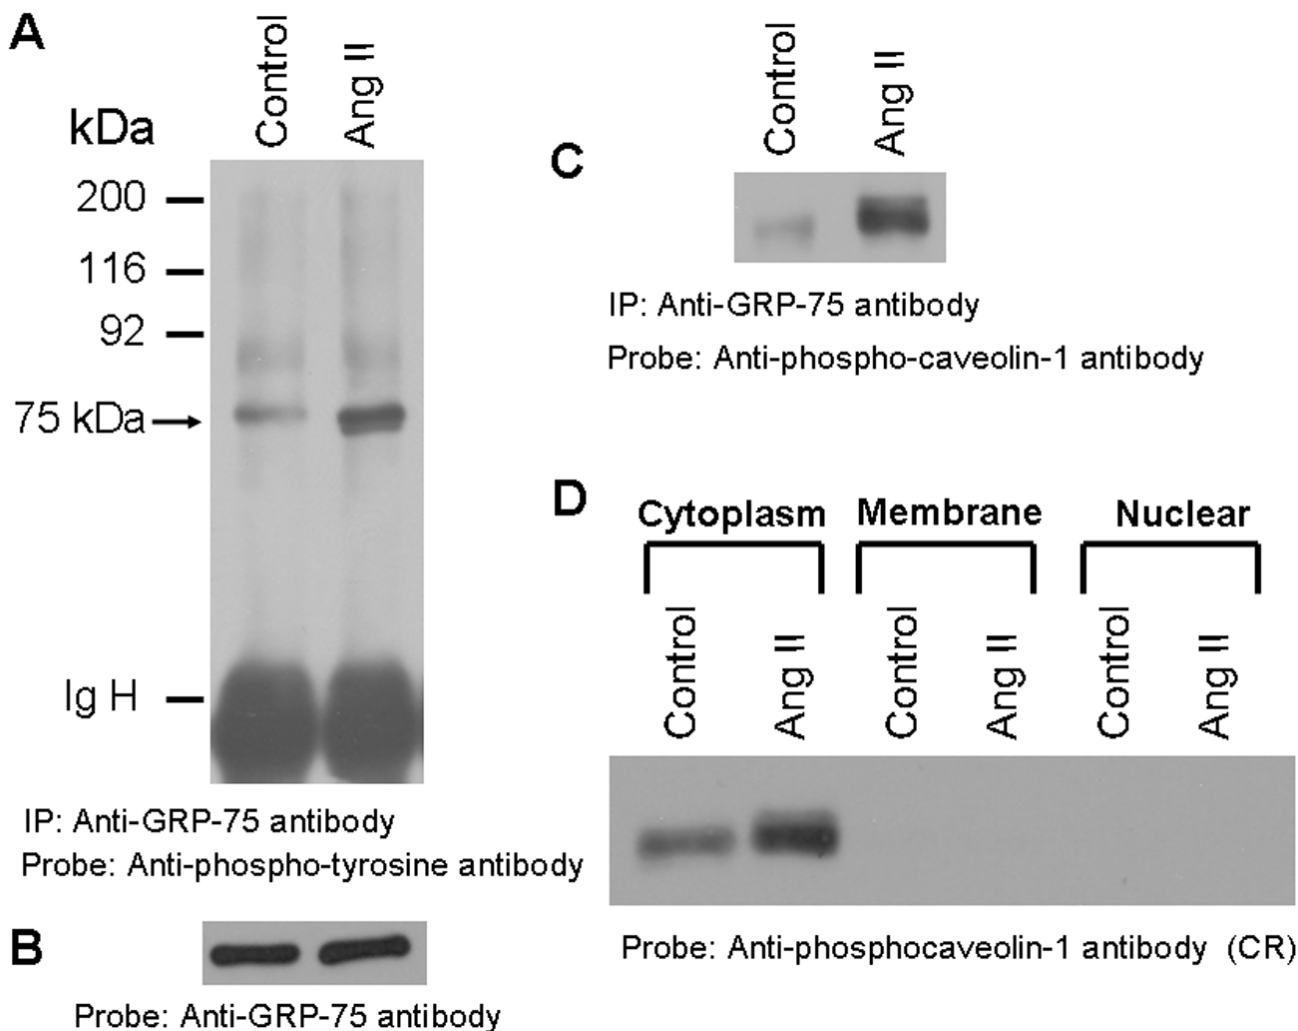 A
Control
Ang II
kDa
200
116
92
75 kDa
Ig H
IP: Anti-GRP-75 antibody
Probe: Anti-phospho-tyrosine antibody
B
Probe: Anti-GRP-75 antibody
C
Control
Ang II
IP: Anti-GRP-75 antibody
Probe: Anti-phospho-caveolin-1 antibody
D
Cytoplasm Membrane Nuclear
Control Ang II Control Ang II Control Ang II
Probe: Anti-phosphocaveolin-1 antibody (CR)